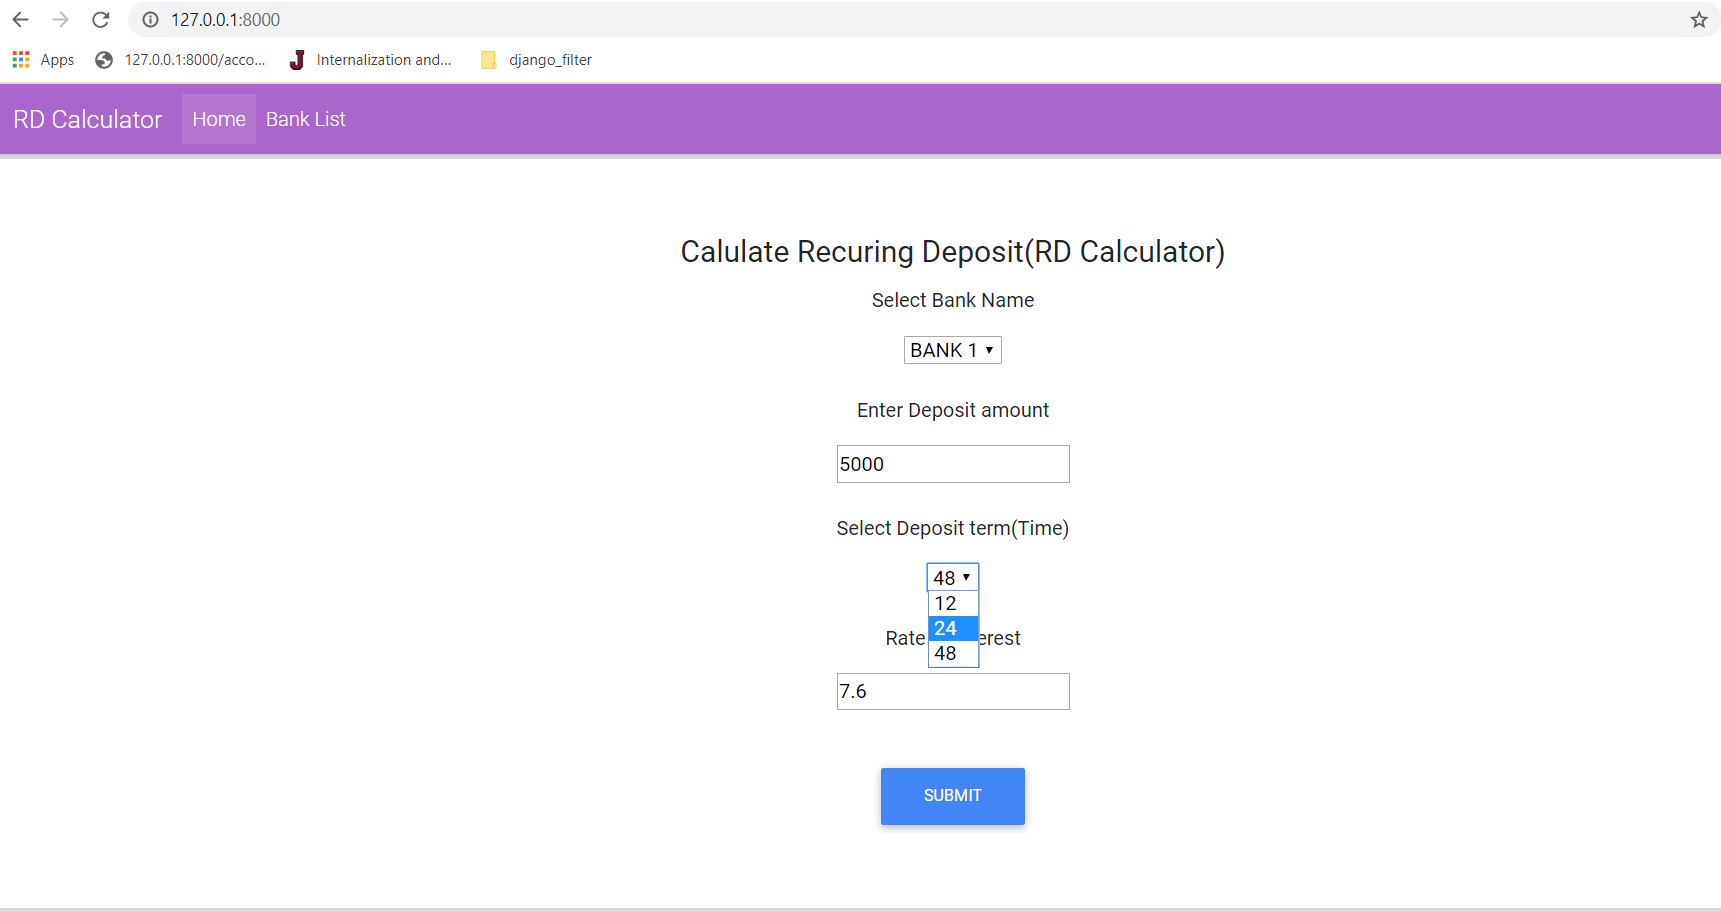 127.0.0.1:8000
Apps 127.0.0.1:8000/acco... Internalization and... django_filter
RD Calculator Home Bank List
Calulate Recuring Deposit(RD Calculator)
Select Bank Name
BANK 1
Enter Deposit amount
5000
Select Deposit term(Time)
48
12
24
Rate erest
48
7.6
SUBMIT